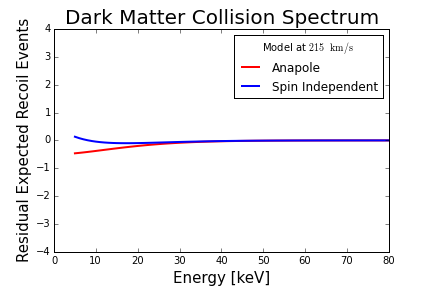 Dark Matter Collision Spectrum
Residual Expected Recoil Events
4
3
2
1
0
−1
−2
−3
−4
Model at 215 km/s
Anapole
Spin Independent
0 10 20 30 40 50 60 70 80
Energy [keV]